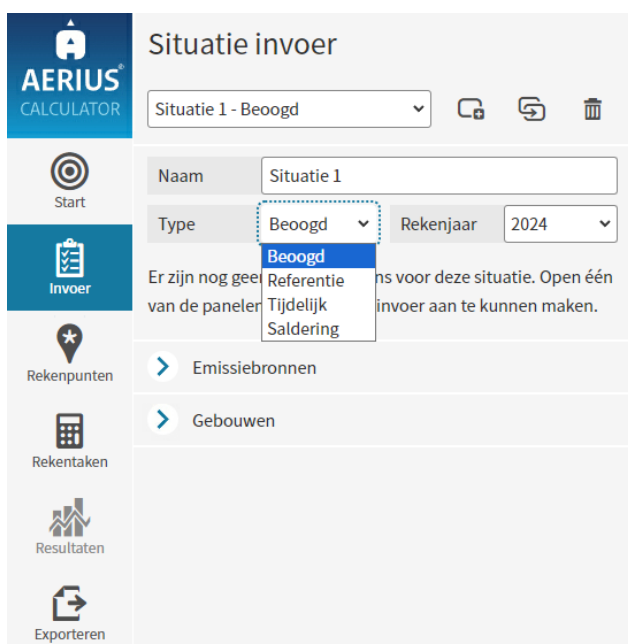 AERIUS®
CALCULATOR
Start
Invoer
Rekenpunten
Rekentaken
Resultaten
Exporteren
Situatie invoer
Situatie 1 - Beoogd
Naam Situatie 1
Type Beoogd Rekenjaar 2024
Beoogd
Referentie
Tijdelijk
Saldering
Er zijn nog gee ns voor deze situatie. Open één
van de panelen invoer aan te kunnen maken.
Emissiebronnen
Gebouwen